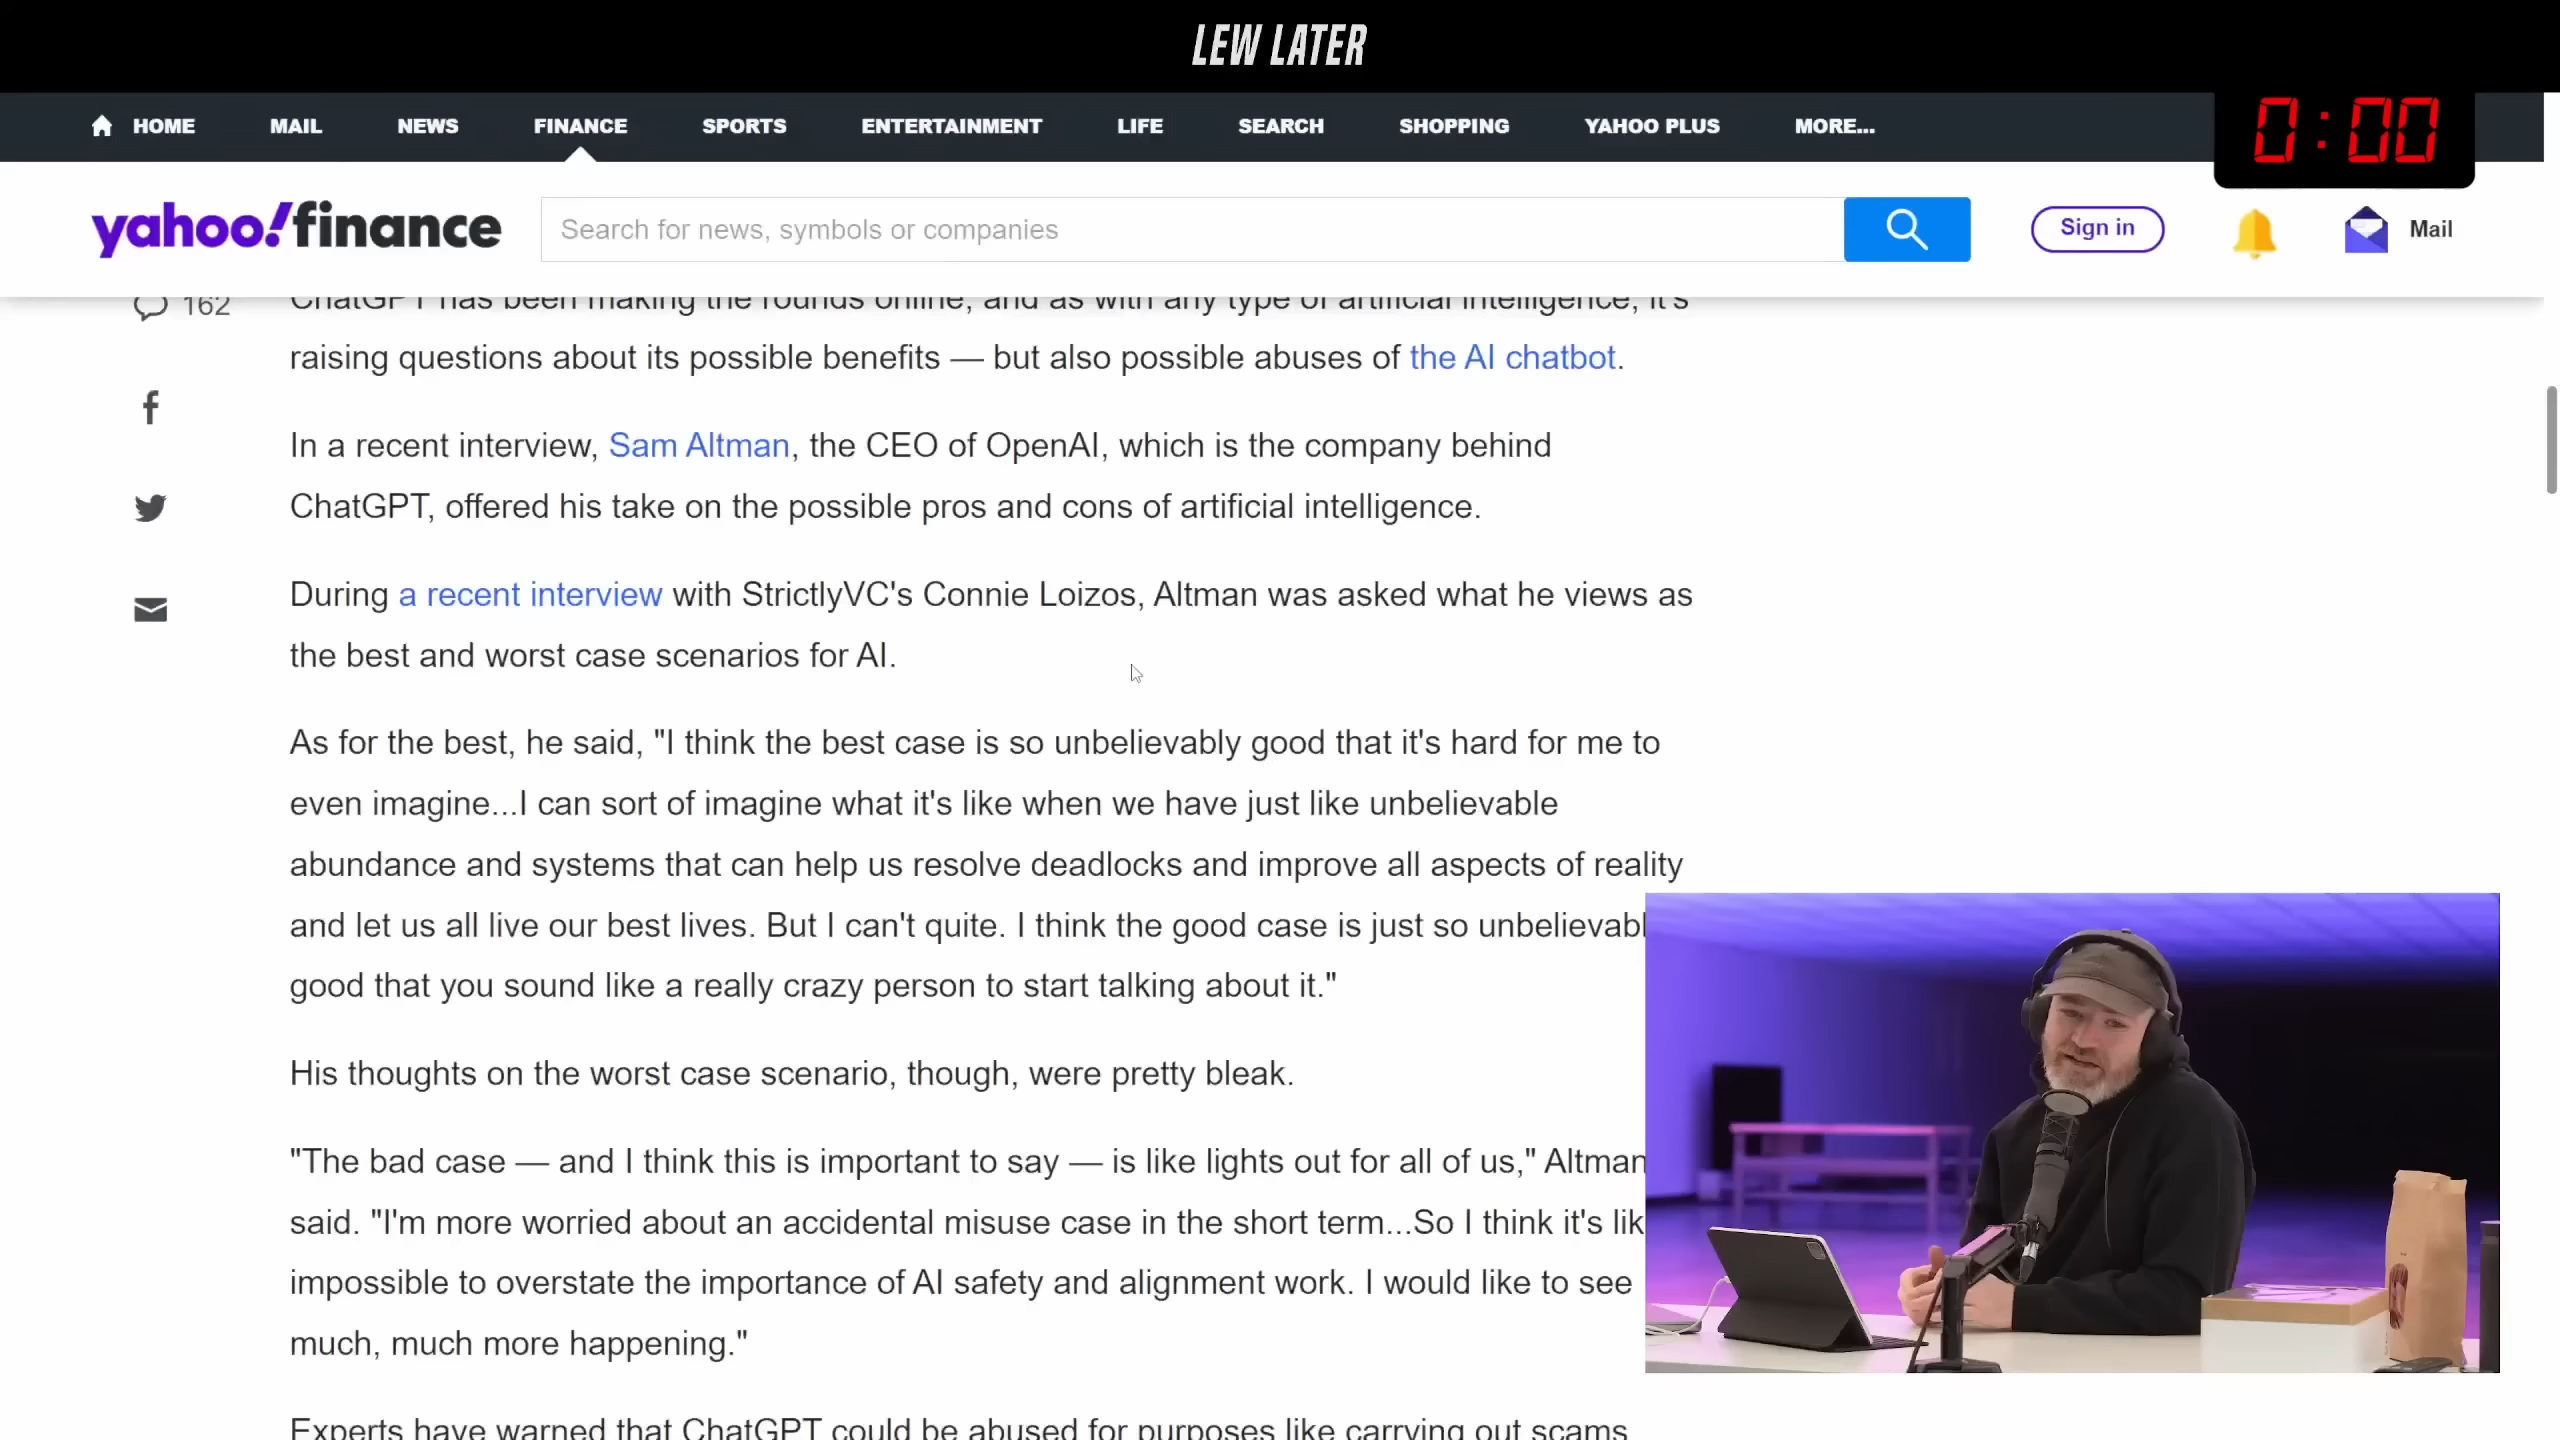 LEW LATER
HOME MAIL NEWS FINANCE SPORTS ENTERTAINMENT LIFE SEARCH SHOPPING YAHOO PLUS MORE...
0:00
yahoo!finance
Search for news, symbols or companies
Sign in
Mail
162
ChatGPT has been making the rounds online, and as with any type of artificial intelligence, it's
raising questions about its possible benefits — but also possible abuses of the AI chatbot.
In a recent interview, Sam Altman, the CEO of OpenAI, which is the company behind
ChatGPT, offered his take on the possible pros and cons of artificial intelligence.
During a recent interview with StrictlyVC's Connie Loizos, Altman was asked what he views as
the best and worst case scenarios for AI.
As for the best, he said, "I think the best case is so unbelievably good that it's hard for me to
even imagine...I can sort of imagine what it's like when we have just like unbelievable
abundance and systems that can help us resolve deadlocks and improve all aspects of reality
and let us all live our best lives. But I can't quite. I think the good case is just so unbelievabl
good that you sound like a really crazy person to start talking about it."
His thoughts on the worst case scenario, though, were pretty bleak.
"The bad case — and I think this is important to say — is like lights out for all of us," Altman
said. "I'm more worried about an accidental misuse case in the short term...So I think it's lik
impossible to overstate the importance of AI safety and alignment work. I would like to see
much, much more happening."
Experts have warned that ChatGPT could be abused for purposes like carrying out scams